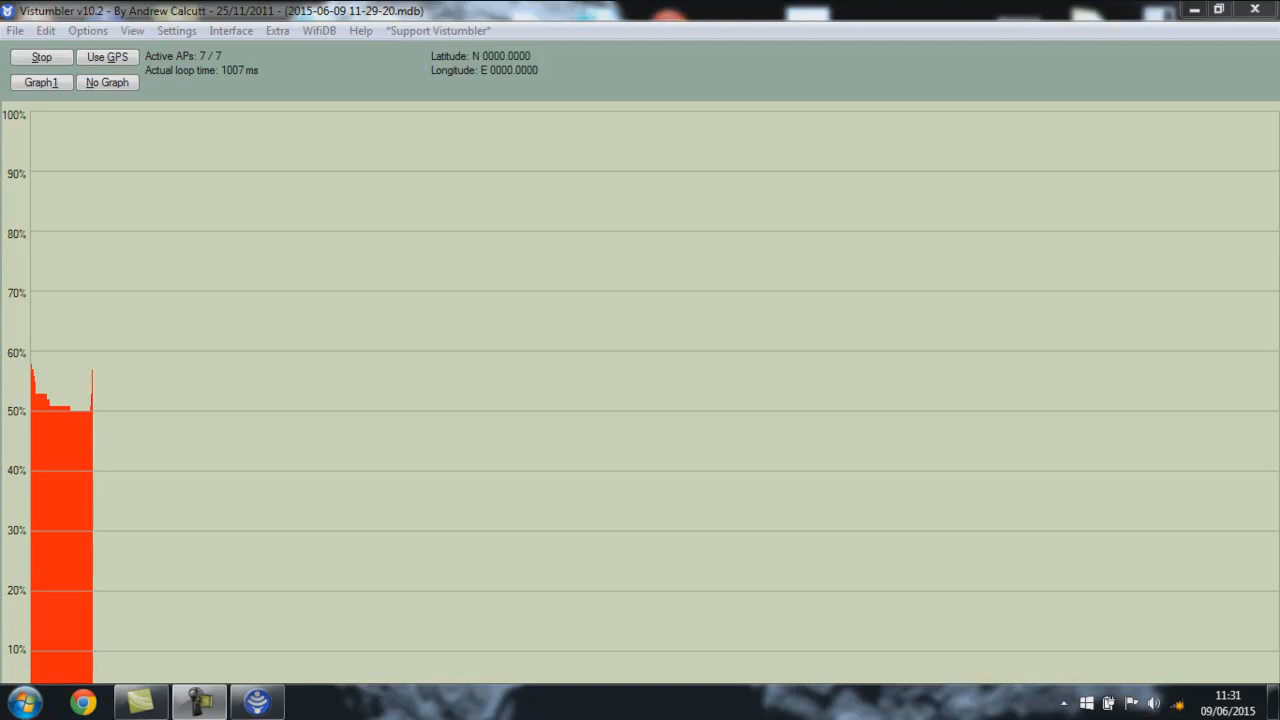 Vistumbler v10.2 - By Andrew Calcutt - 25/11/2011 - (2015-06-09 11-29-20.mdb)
File Edit Options View Settings Interface Extra WifiDB Help *Support Vistumbler*
Stop Use GPS Active APs: 7 / 7 Latitude: N 0000.0000
Actual loop time: 1007 ms Longitude: E 0000.0000
Graph1 No Graph
100%
90%
80%
70%
60%
50%
40%
30%
20%
10%
11:31
09/06/2015